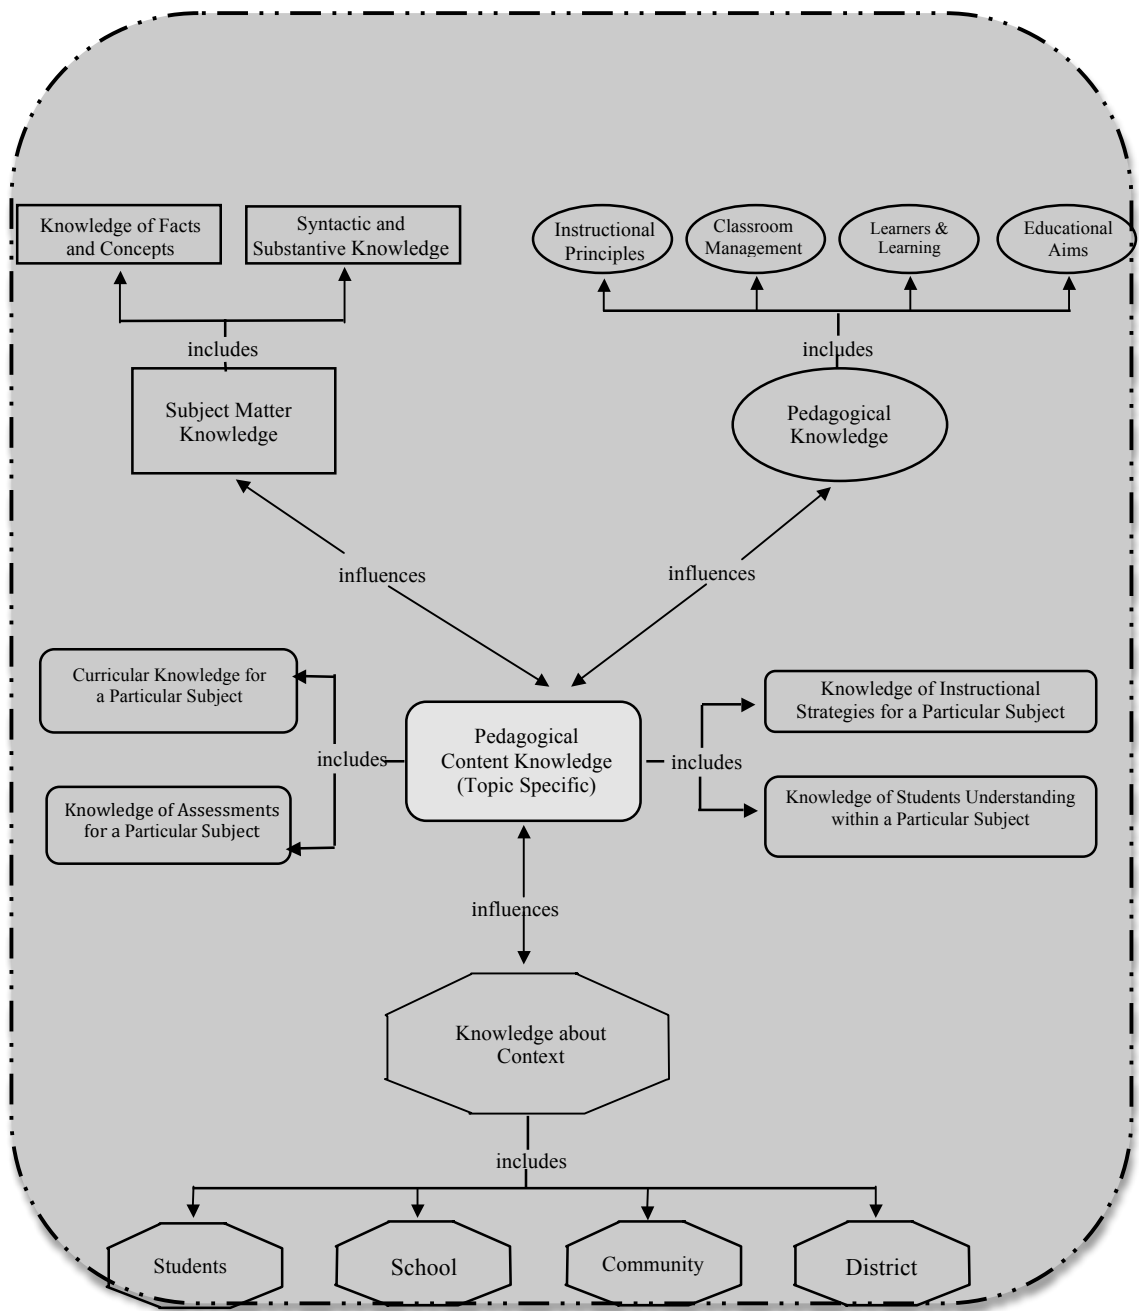 Knowledge of Facts
and Concepts
Syntactic and
Substantive Knowledge
Instructional
Principles
Classroom
Management
Learners &
Learning
Educational
Aims
includes
includes
Subject Matter
Knowledge
Pedagogical
Knowledge
influences
influences
Curricular Knowledge for
a Particular Subject
Knowledge of Assessments
for a Particular Subject
includes
Pedagogical
Content Knowledge
(Topic Specific)
includes
Knowledge of Instructional
Strategies for a Particular Subject
Knowledge of Students Understanding
within a Particular Subject
influences
Knowledge about
Context
includes
Students
School
Community
District